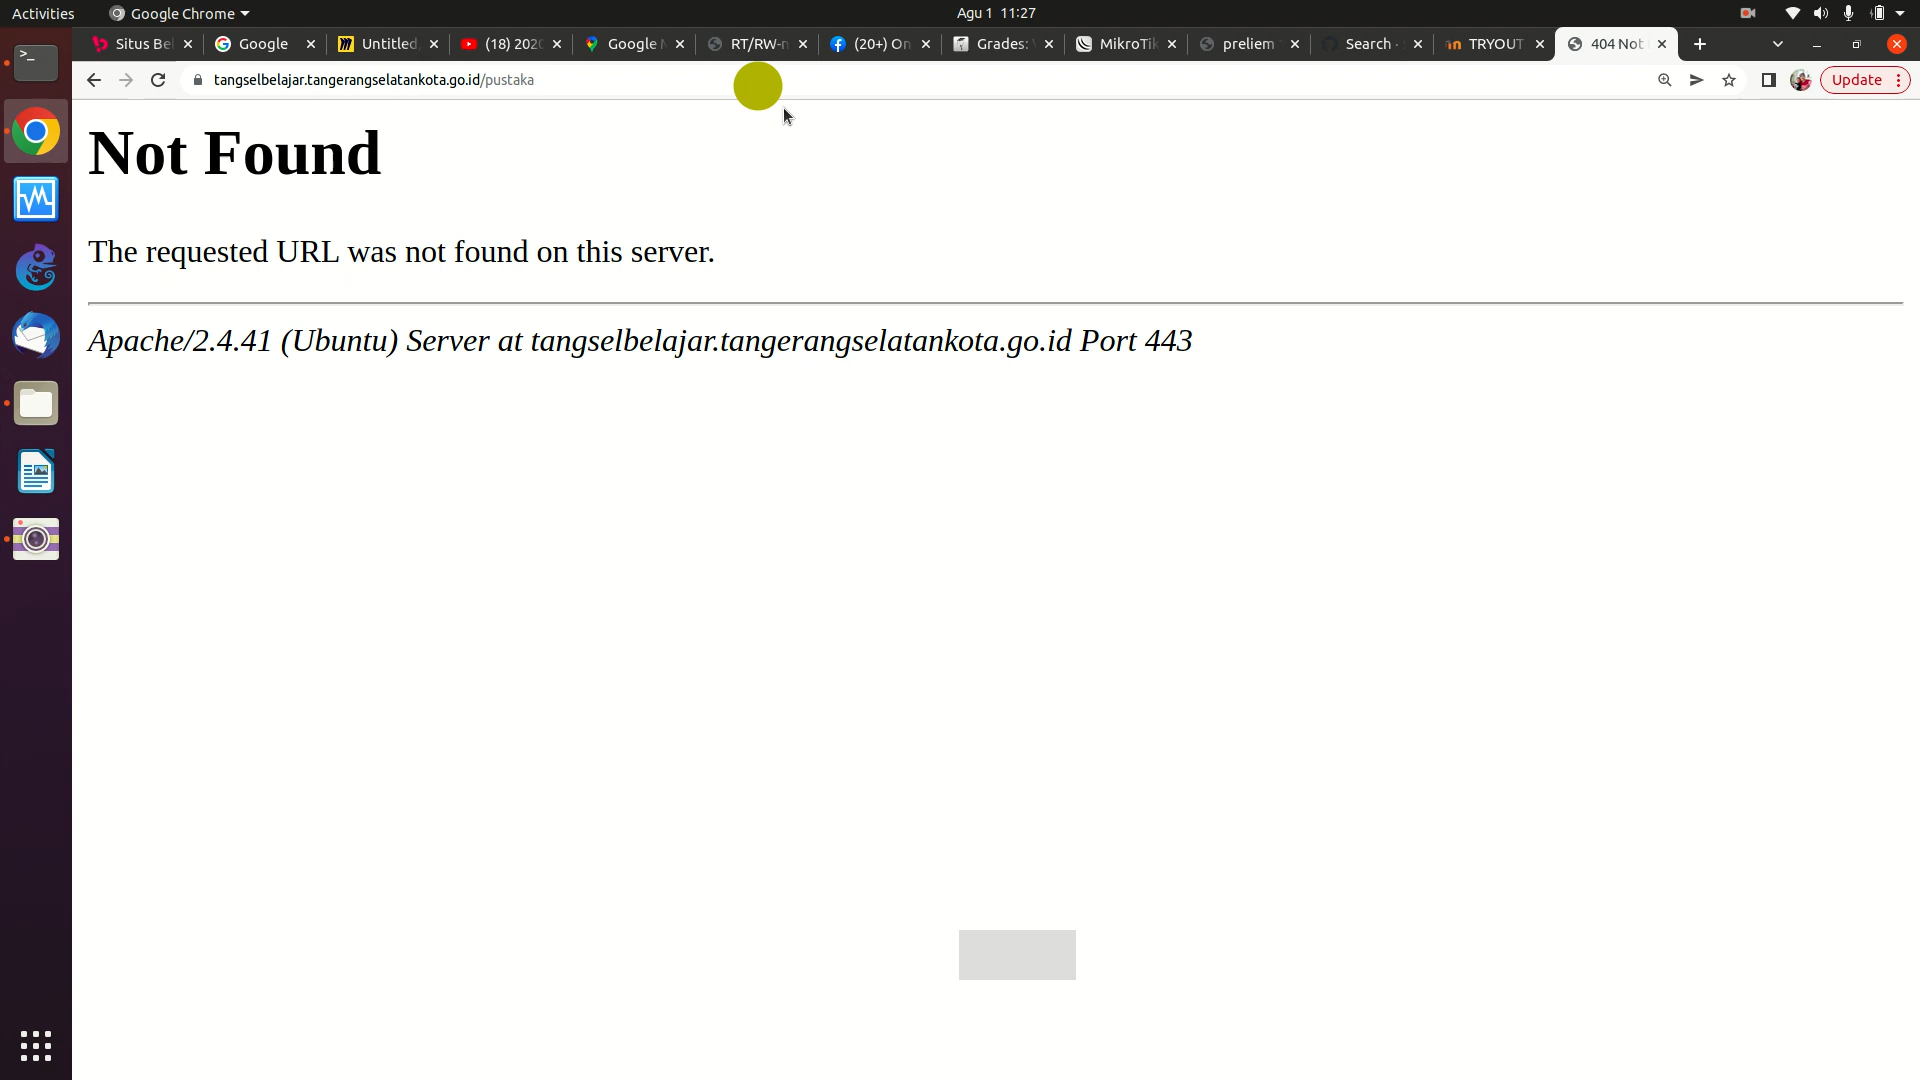 Activities
Google Chrome
Agu 1 11:27
Situs Bel
Google
Untitled
(18) 202
Google M
RT/RW-n
(20+) On
Grades:
MikroTik
preliem
Search ·
TRYOUT
404 Not
tangselbelajar.tangerangselatankota.go.id/pustaka
Update
Not Found
The requested URL was not found on this server.
Apache/2.4.41 (Ubuntu) Server at tangselbelajar.tangerangselatankota.go.id Port 443